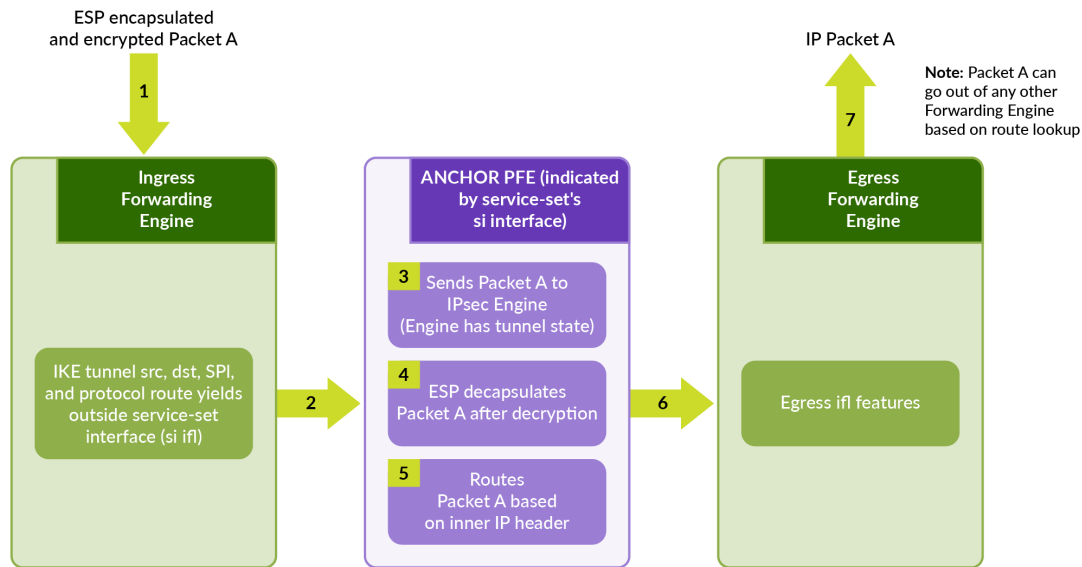 ESP encapsulated
and encrypted Packet A
1
Ingress
Forwarding
Engine
IKE tunnel src, dst, SPI,
and protocol route yields
outside service-set
interface (si ifl)
2
ANCHOR PFE (indicated
by service-set's
si interface)
3
Sends Packet A to
IPsec Engine
(Engine has tunnel state)
4
ESP decapsulates
Packet A after decryption
5
Routes
Packet A based
on inner IP header
6
Egress
Forwarding
Engine
Egress ifl features
7
IP Packet A
Note: Packet A can
go out of any other
Forwarding Engine
based on route lookup